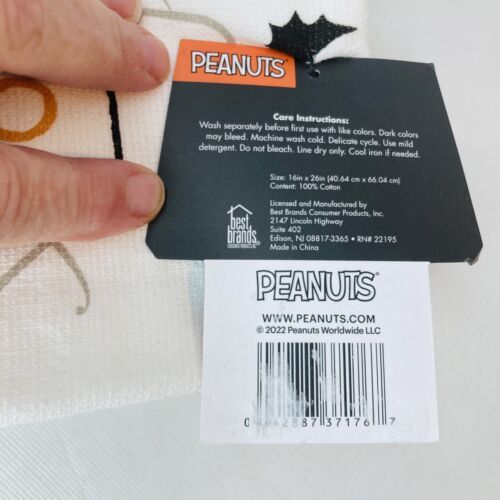 PEANUTS
Care Instructions:
Wash separately before first use with like colors. Dark colors
may bleed. Machine wash cold. Delicate cycle. Use mild
detergent. Do not bleach. Line dry only. Cool iron if needed.
Size: 16in x 26in (40.64 cm x 66.04 cm)
Content: 100% Cotton
Licensed and Manufactured by
Best Brands Consumer Products, Inc.
2147 Lincoln Highway
Suite 402
Edison, NJ 08817-3365 • RN# 22195
Made in China
best
brands
CONSUMER PRODUCTS, INC.
PEANUTS
WWW.PEANUTS.COM
© 2022 Peanuts Worldwide LLC
42887 37176 7